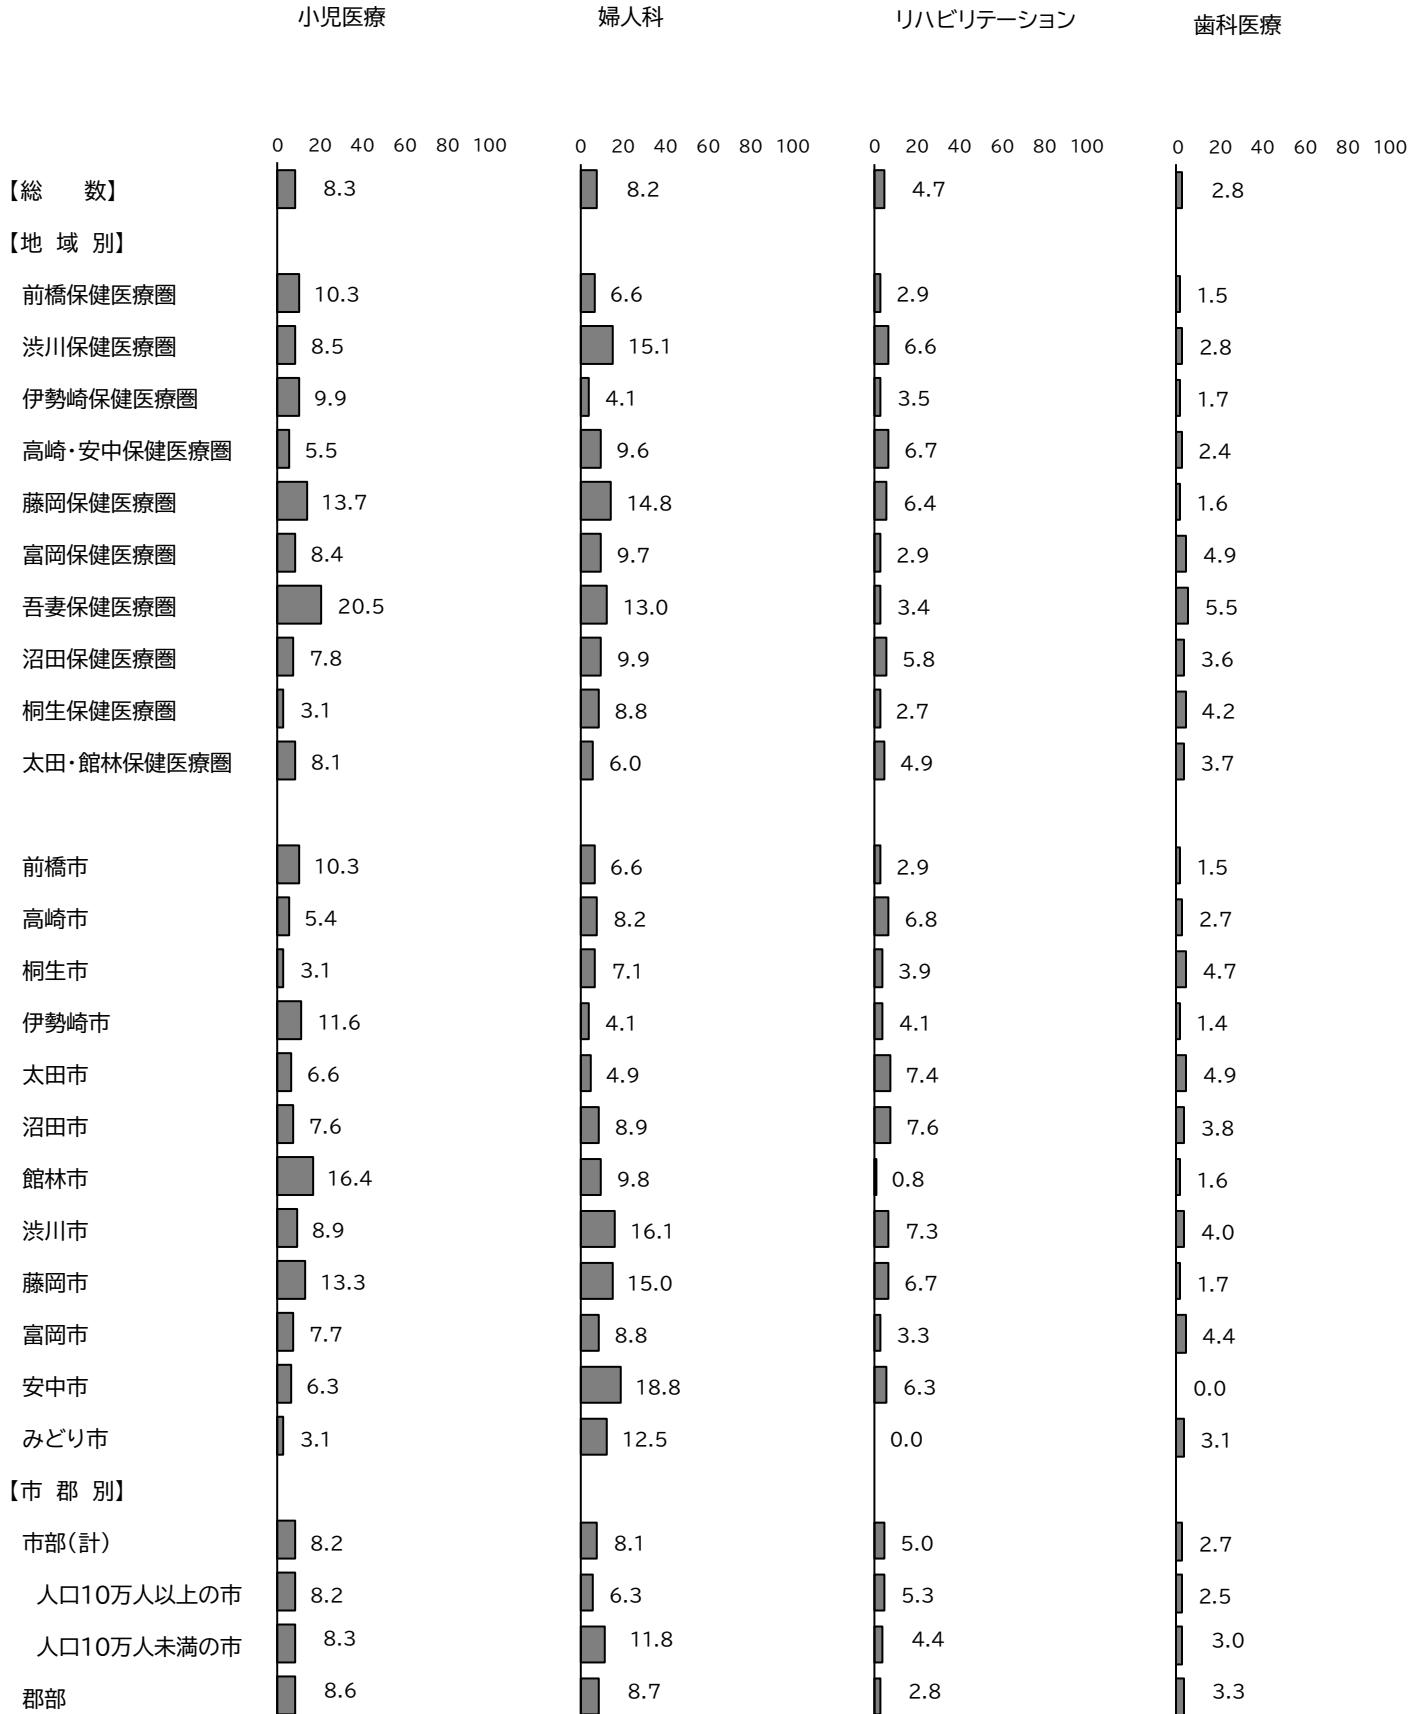 小児医療 婦人科 リハビリテーション 歯科医療
0 20 40 60 80 100 0 20 40 60 80 100 0 20 40 60 80 100 0 20 40 60 80 100
【総 数】 8.3 8.2 4.7 2.8
【地 域 別】
前橋保健医療圏 10.3 6.6 2.9 1.5
渋川保健医療圏 8.5 15.1 6.6 2.8
伊勢崎保健医療圏 9.9 4.1 3.5 1.7
高崎・安中保健医療圏 5.5 9.6 6.7 2.4
藤岡保健医療圏 13.7 14.8 6.4 1.6
富岡保健医療圏 8.4 9.7 2.9 4.9
吾妻保健医療圏 20.5 13.0 3.4 5.5
沼田保健医療圏 7.8 9.9 5.8 3.6
桐生保健医療圏 3.1 8.8 2.7 4.2
太田・館林保健医療圏 8.1 6.0 4.9 3.7
前橋市 10.3 6.6 2.9 1.5
高崎市 5.4 8.2 6.8 2.7
桐生市 3.1 7.1 3.9 4.7
伊勢崎市 11.6 4.1 4.1 1.4
太田市 6.6 4.9 7.4 4.9
沼田市 7.6 8.9 7.6 3.8
館林市 16.4 9.8 0.8 1.6
渋川市 8.9 16.1 7.3 4.0
藤岡市 13.3 15.0 6.7 1.7
富岡市 7.7 8.8 3.3 4.4
安中市 6.3 18.8 6.3 0.0
みどり市 3.1 12.5 0.0 3.1
【市 郡 別】
市部（計） 8.2 8.1 5.0 2.7
人口10万人以上の市 8.2 6.3 5.3 2.5
人口10万人未満の市 8.3 11.8 4.4 3.0
郡部 8.6 8.7 2.8 3.3